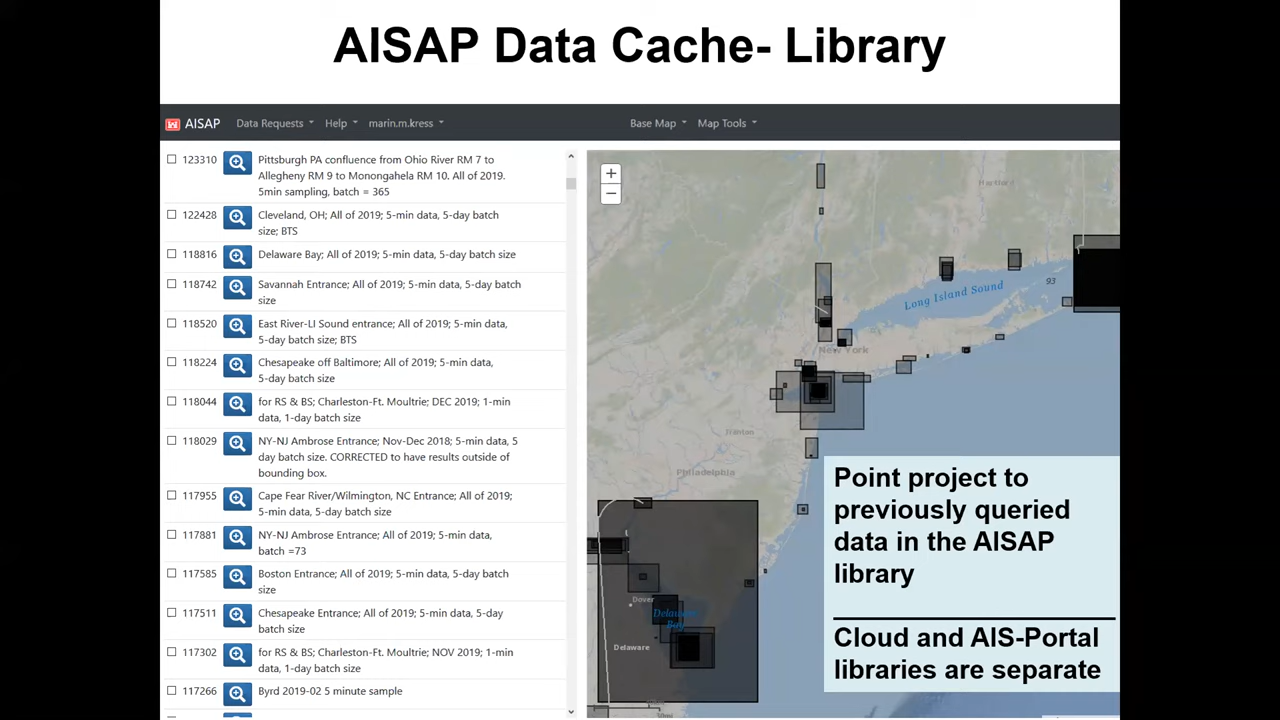 AISAP Data Cache- Library
AISAP
Data Requests
Help
marin.m.kress
Base Map
Map Tools
123310
Pittsburgh PA confluence from Ohio River RM 7 to
Allegheny RM 9 to Monongahela RM 10. All of 2019.
5min sampling, batch = 365
122428
Cleveland, OH; All of 2019; 5-min data, 5-day batch
size; BTS
118816
Delaware Bay; All of 2019; 5-min data, 5-day batch size
118742
Savannah Entrance; All of 2019; 5-min data, 5-day batch
size
118520
East River-LI Sound entrance; All of 2019; 5-min data,
5-day batch size; BTS
118224
Chesapeake off Baltimore; All of 2019; 5-min data,
5-day batch size
118044
for RS & BS; Charleston-Ft. Moultrie; DEC 2019; 1-min
data, 1-day batch size
118029
NY-NJ Ambrose Entrance; Nov-Dec 2018; 5-min data, 5
day batch size. CORRECTED to have results outside of
bounding box.
117955
Cape Fear River/Wilmington, NC Entrance; All of 2019;
5-min data, 5-day batch size
117881
NY-NJ Ambrose Entrance; All of 2019; 5-min data,
batch =73
117585
Boston Entrance; All of 2019; 5-min data, 5-day batch
size
117511
Chesapeake Entrance; All of 2019; 5-min data, 5-day
batch size
117302
for RS & BS; Charleston-Ft. Moultrie; NOV 2019; 1-min
data, 1-day batch size
117266
Byrd 2019-02 5 minute sample
+
−
Hartford
93
Long Island Sound
New York
Trenton
Philadelphia
Dover
Delaware
Bay
Delaware
Point project to
previously queried
data in the AISAP
library
Cloud and AIS-Portal
libraries are separate